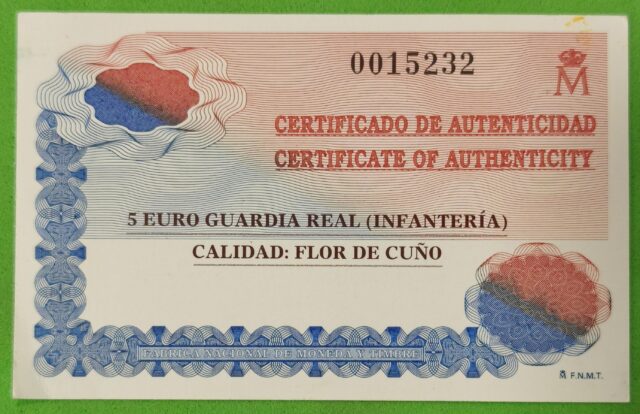 0015232
M
CERTIFICADO DE AUTENTICIDAD
CERTIFICATE OF AUTHENTICITY
5 EURO GUARDIA REAL (INFANTERÍA)
CALIDAD: FLOR DE CUÑO
FABRICA NACIONAL DE MONEDA Y TIMBRE
M F.N.M.T.